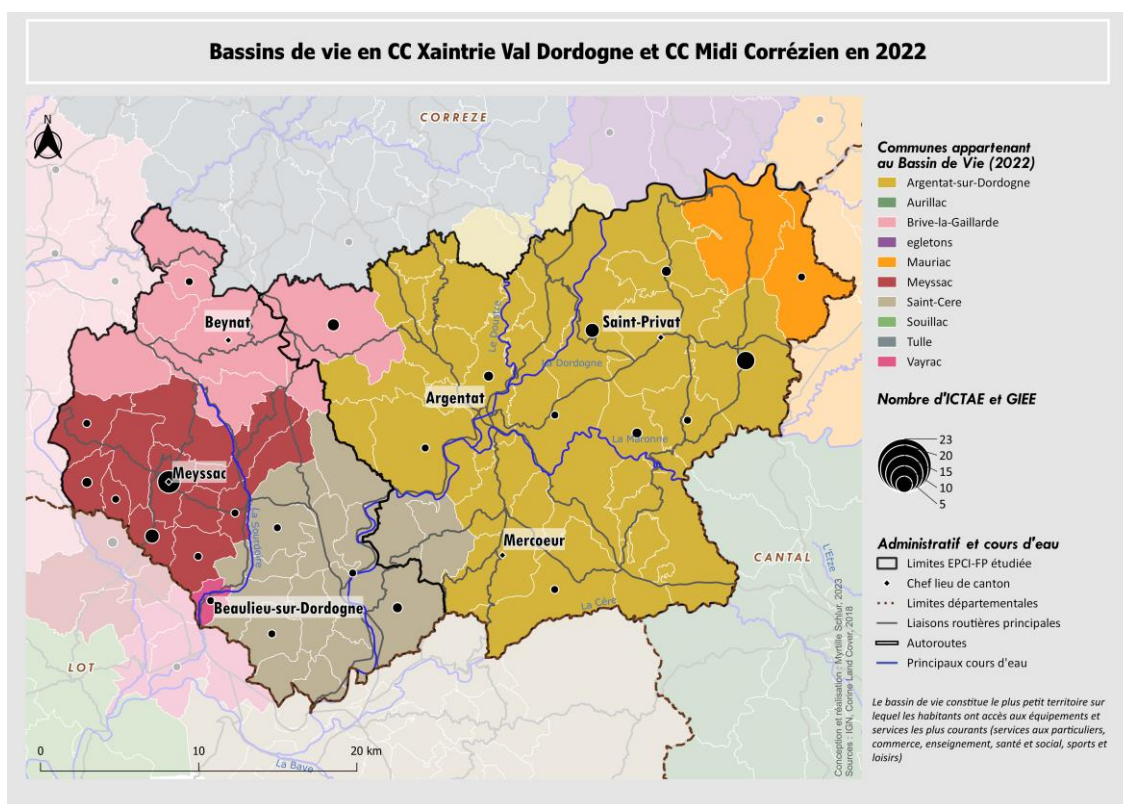 Bassins de vie en CC Xaintrie Val Dordogne et CC Midi Corrézien en 2022
N
CORREZE
Beynat
Le Doustre
Saint-Privat
La Dordogne
Argentat
La Maronne
Meyssac
La Sourdoire
Mercoeur
CANTAL
L'Etze
Beaulieu-sur-Dordogne
La Cère
LOT
0 10 20 km
La Bave
Conception et réalisation : Myrtille Schlur, 2023
Sources : IGN, Corine Land Cover, 2018
Communes appartenant
au Bassin de Vie (2022)
Argentat-sur-Dordogne
Aurillac
Brive-la-Gaillarde
egletons
Mauriac
Meyssac
Saint-Cere
Souillac
Tulle
Vayrac
Nombre d'ICTAE et GIEE
23
20
15
10
5
Administratif et cours d'eau
Limites EPCI-FP étudiée
Chef lieu de canton
Limites départementales
Liaisons routières principales
Autoroutes
Principaux cours d'eau
Le bassin de vie constitue le plus petit territoire sur
lequel les habitants ont accès aux équipements et
services les plus courants (services aux particuliers,
commerce, enseignement, santé et social, sports et
loisirs)